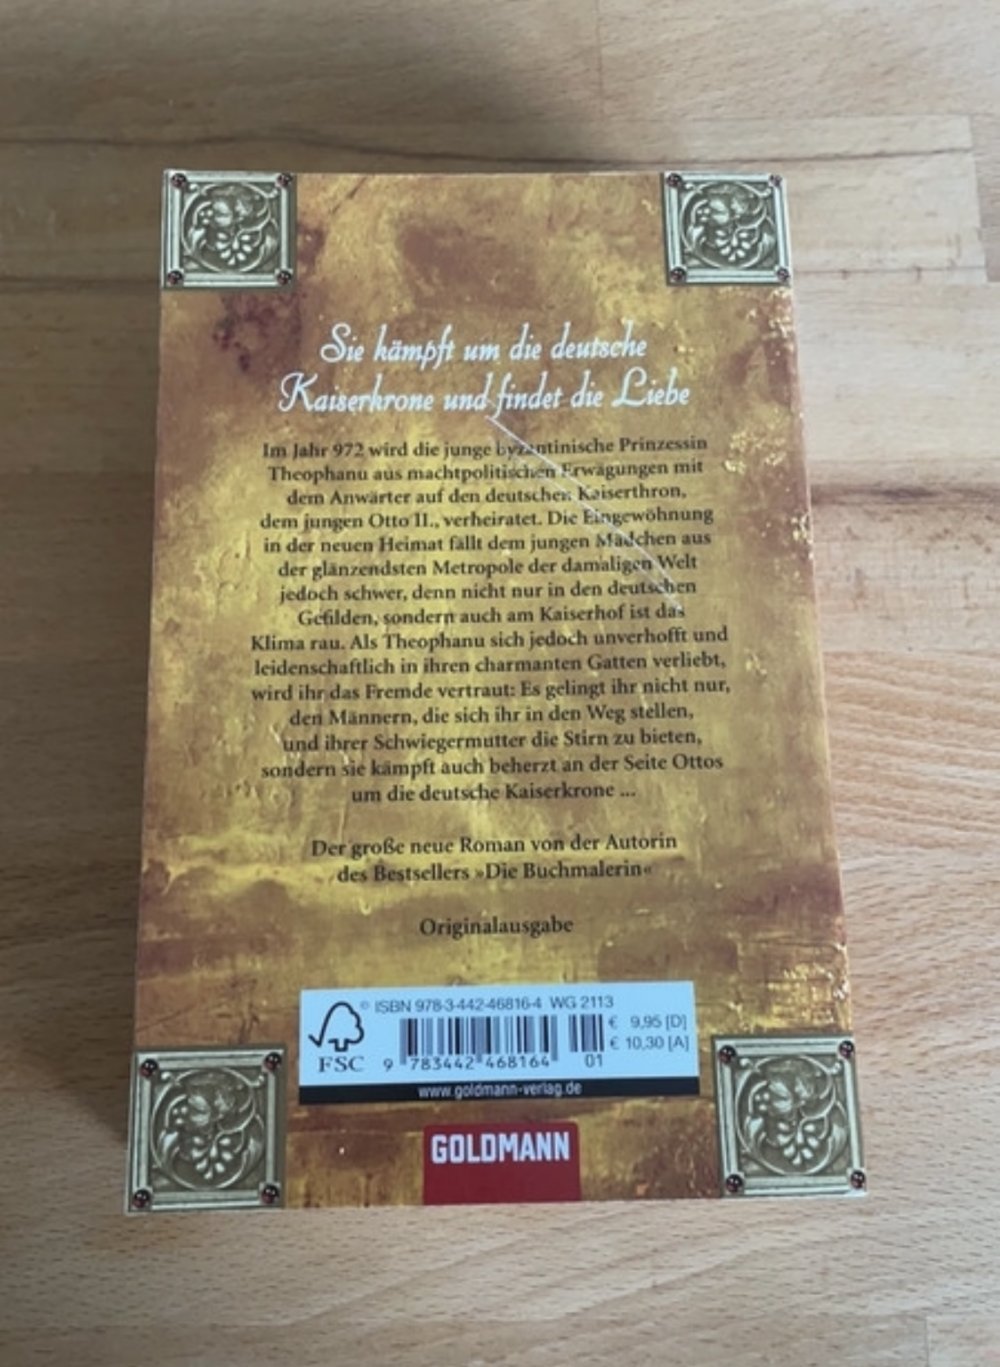 Sie kämpft um die deutsche
Kaiserkrone und findet die Liebe
Im Jahr 972 wird die junge byzantinische Prinzessin
Theophanu aus machtpolitischen Erwägungen mit
dem Anwärter auf den deutschen Kaiserthron,
dem jungen Otto II., verheiratet. Die Eingewöhnung
in der neuen Heimat fällt dem jungen Mädchen aus
der glänzendsten Metropole der damaligen Welt
jedoch schwer, denn nicht nur in den deutschen
Gefilden, sondern auch am Kaiserhof ist das
Klima rau. Als Theophanu sich jedoch unverhofft und
leidenschaftlich in ihren charmanten Gatten verliebt,
wird ihr das Fremde vertraut: Es gelingt ihr nicht nur,
den Männern, die sich ihr in den Weg stellen,
und ihrer Schwiegermutter die Stirn zu bieten,
sondern sie kämpft auch beherzt an der Seite Ottos
um die deutsche Kaiserkrone ...
Der große neue Roman von der Autorin
des Bestsellers »Die Buchmalerin«
Originalausgabe
© ISBN 978-3-442-46816-4 WG 2113
€ 9,95 [D]
€ 10,30 [A]
FSC
9 783442 468164 01
www.goldmann-verlag.de
GOLDMANN